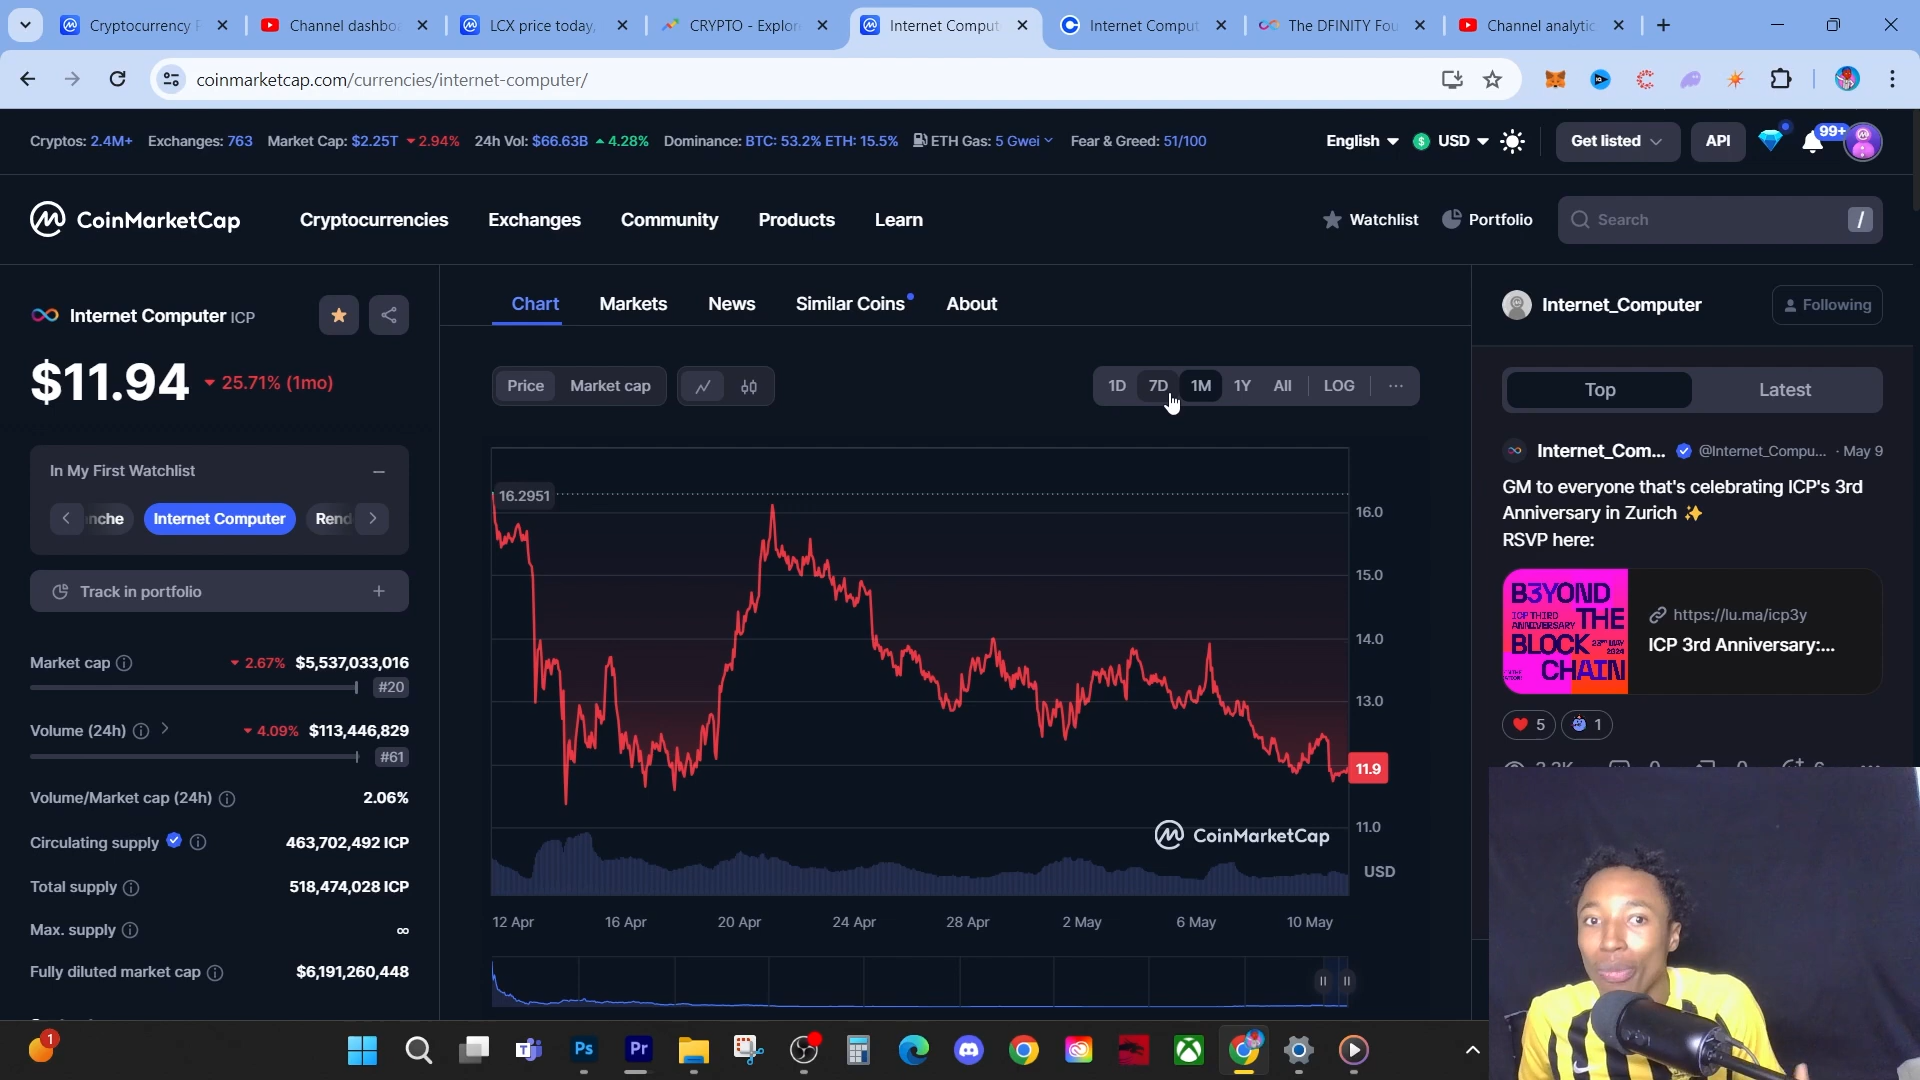 Cryptocurrency
Channel dashbo
LCX price today,
CRYPTO - Explor
Internet Comput
Internet Comput
The DFINITY Fou
Channel analytic
coinmarketcap.com/currencies/internet-computer/
Cryptos: 2.4M+ Exchanges: 763 Market Cap: $2.25T 2.94% 24h Vol: $66.63B 4.28% Dominance: BTC: 53.2% ETH: 15.5% ETH Gas: 5 Gwei Fear & Greed: 51/100
English USD Get listed API 99+
CoinMarketCap
Cryptocurrencies Exchanges Community Products Learn
Watchlist Portfolio Search /
Internet Computer ICP
$11.94 25.71% (1mo)
In My First Watchlist
nche Internet Computer Rend
Track in portfolio +
Market cap 2.67% $5,537,033,016
#20
Volume (24h) 4.09% $113,446,829
#61
Volume/Market cap (24h) 2.06%
Circulating supply 463,702,492 ICP
Total supply 518,474,028 ICP
Max. supply ∞
Fully diluted market cap $6,191,260,448
Chart Markets News Similar Coins About
Price Market cap
1D 7D 1M 1Y All LOG ...
16.2951
16.0
15.0
14.0
13.0
11.9
11.0
CoinMarketCap
USD
12 Apr 16 Apr 20 Apr 24 Apr 28 Apr 2 May 6 May 10 May
Internet_Computer Following
Top Latest
Internet_Com... @Internet_Compu... · May 9
GM to everyone that's celebrating ICP's 3rd
Anniversary in Zurich ✨
RSVP here:
B3YOND
ICP THIRD
ANNIVERSARY THE
BLOCK
CHAIN
https://lu.ma/icp3y
ICP 3rd Anniversary:...
5 1
1
Ps
Pr